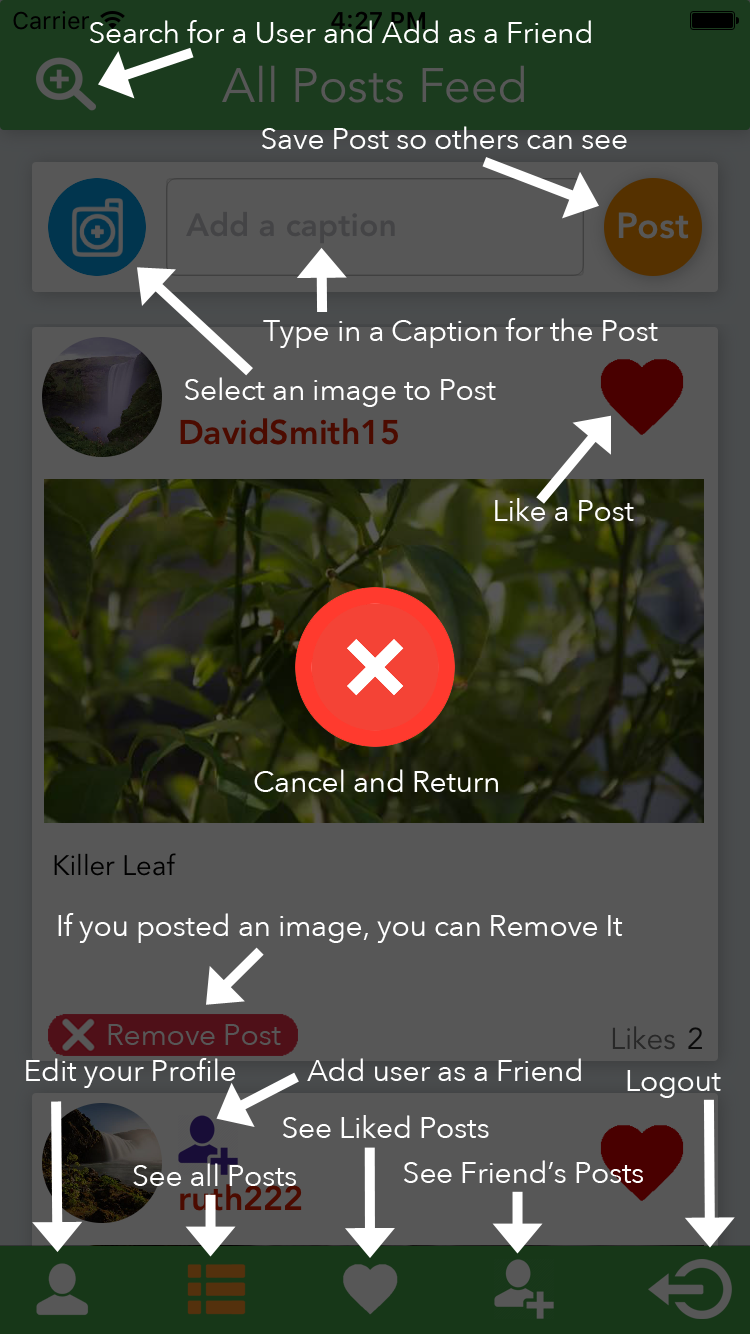 Carrier 4:27 PM
Search for a User and Add as a Friend
All Posts Feed
Save Post so others can see
Add a caption
Post
Type in a Caption for the Post
Select an image to Post
DavidSmith15
Like a Post
Cancel and Return
Killer Leaf
If you posted an image, you can Remove It
Remove Post
Likes 2
Edit your Profile
Add user as a Friend
Logout
See Liked Posts
See all Posts
See Friend's Posts
ruth222